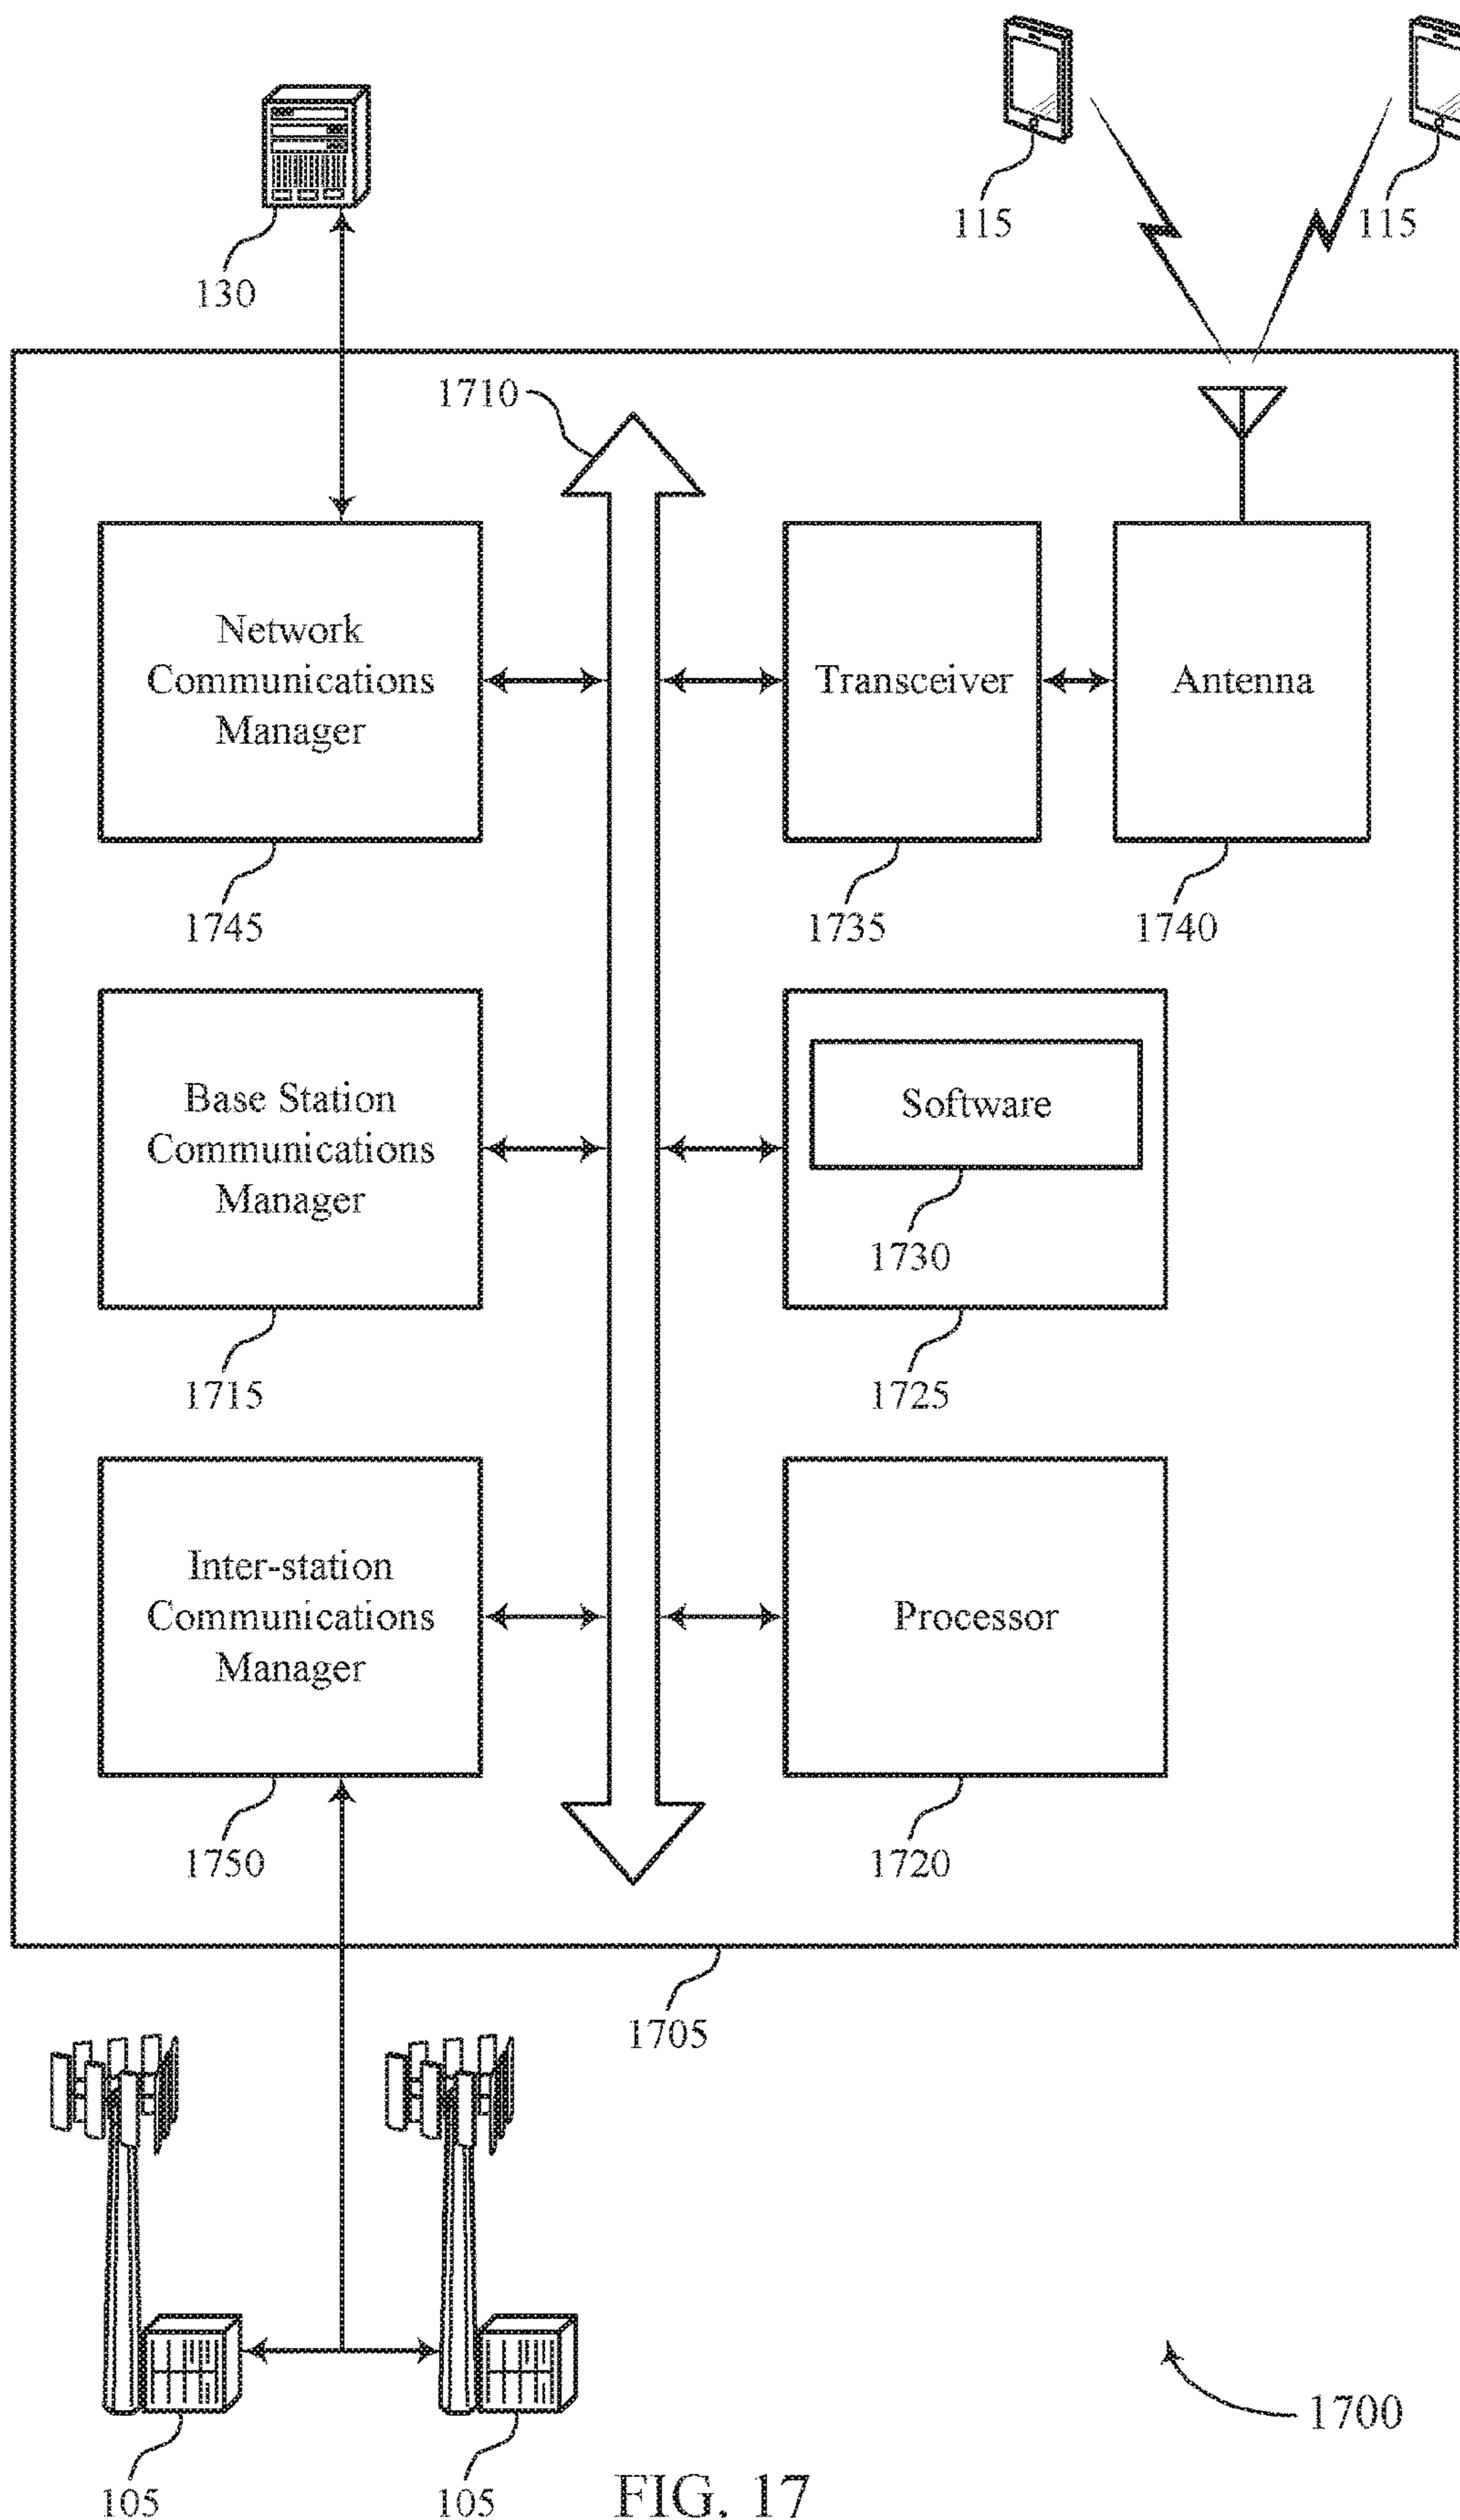 115
115
130
1710
Network
Communications
Manager
Transceiver
Antenna
1745
1735
1740
Base Station
Communications
Manager
Software
1730
1715
1725
Inter-station
Communications
Manager
Processor
1750
1720
1705
1700
105
105
FIG. 17